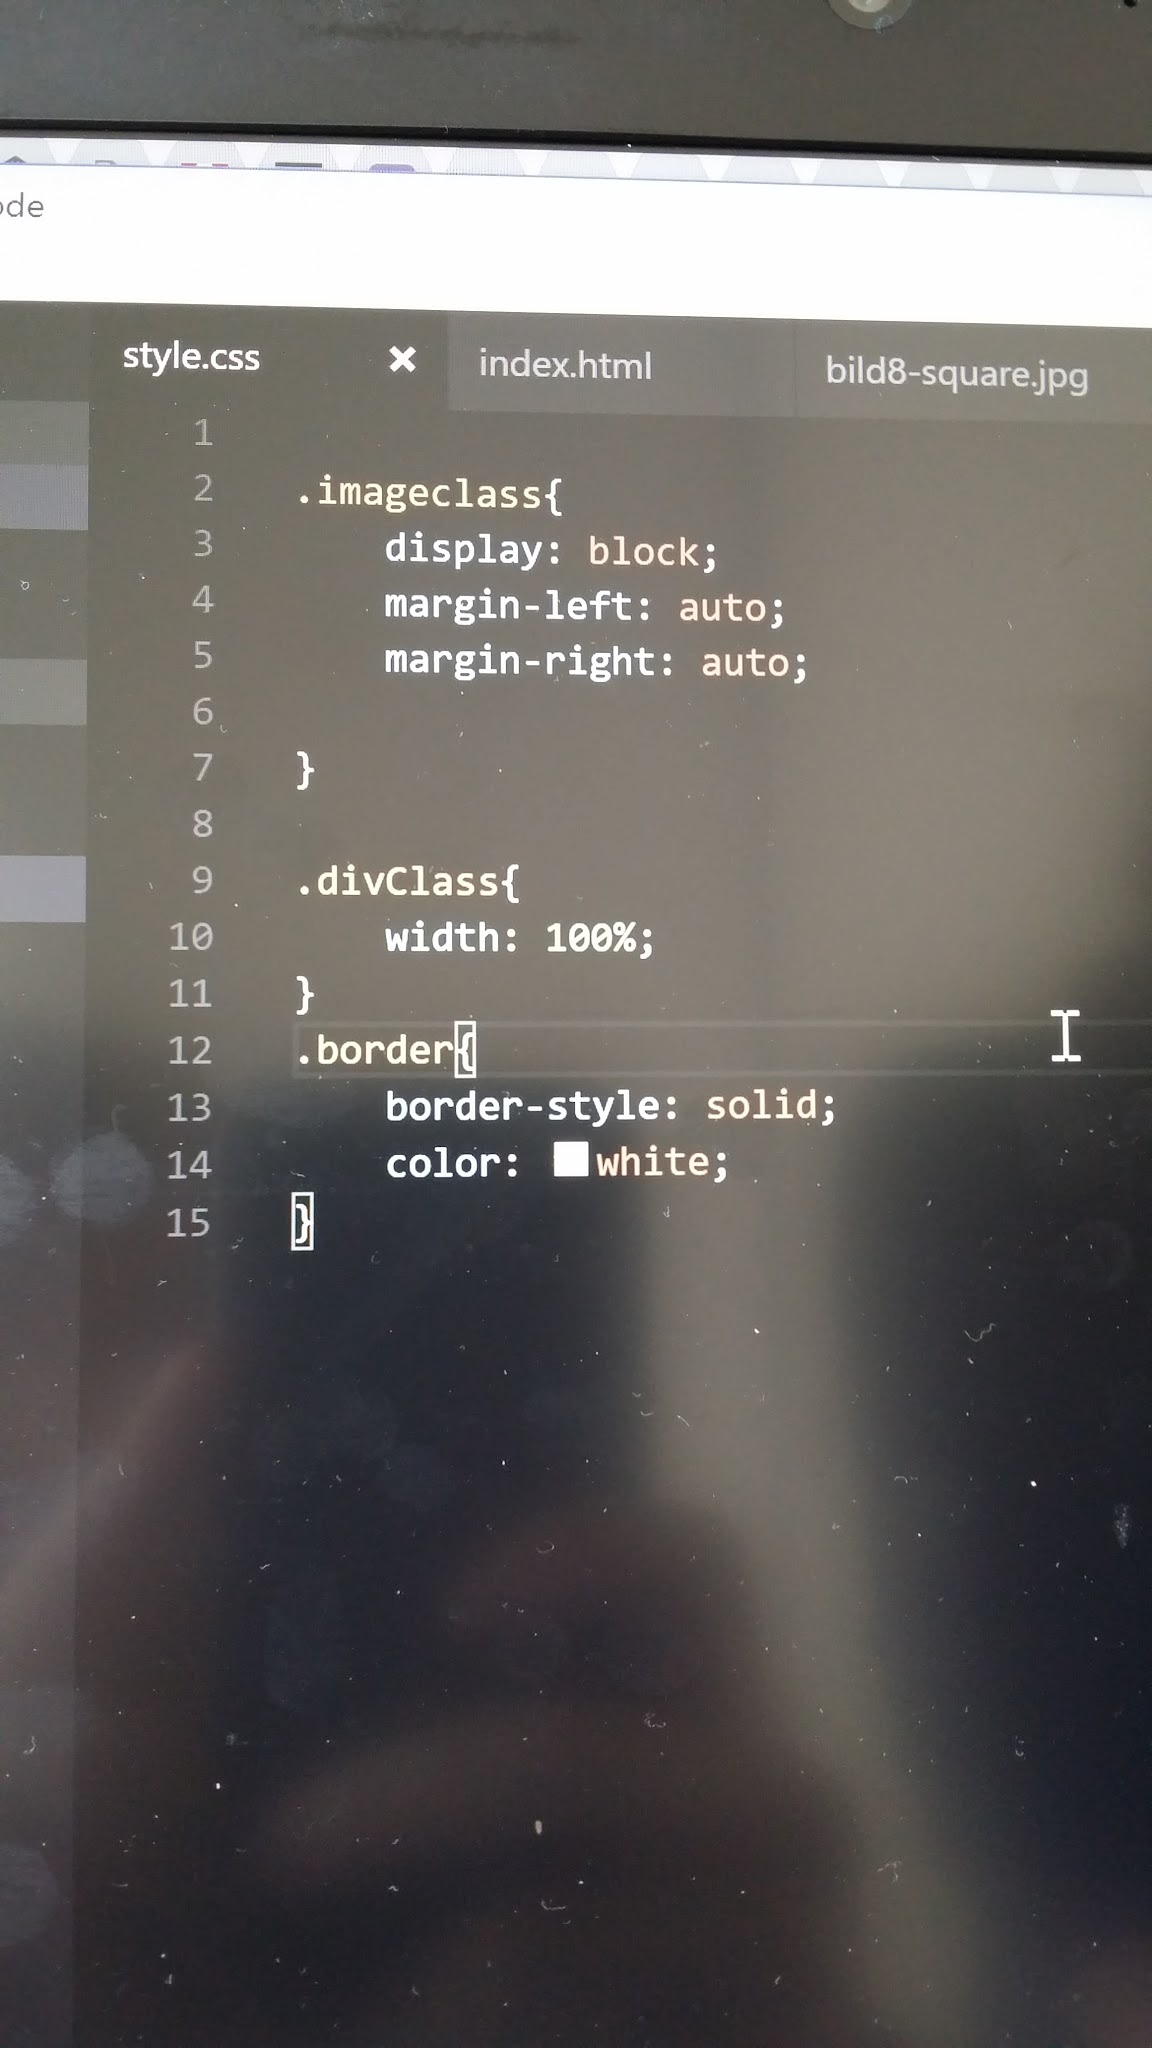 ode
style.css index.html bild8-square.jpg
1
2 .imageclass{
3     display: block;
4     margin-left: auto;
5     margin-right: auto;
6
7 }
8
9 .divClass{
10     width: 100%;
11 }
12 .border{
13     border-style: solid;
14     color: white;
15 }